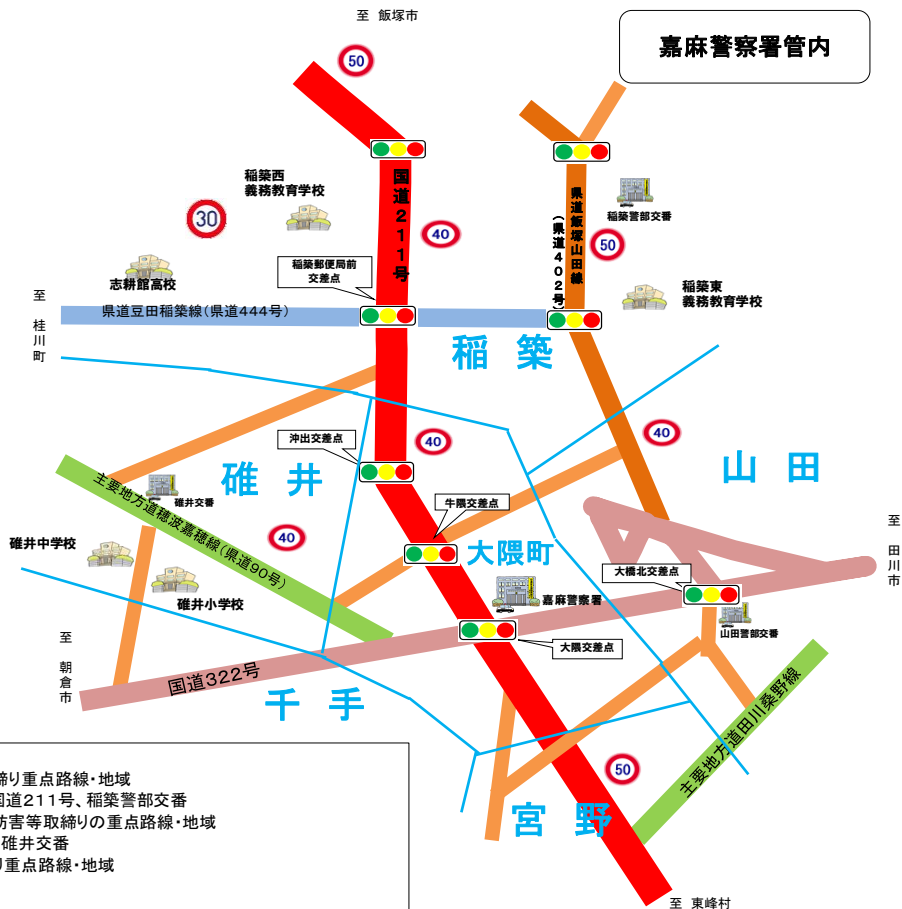 至 飯塚市
嘉麻警察署管内
50
稲築西
義務教育学校
30
国道211号
40
県道飯塚山田線
(県道402号)
50
稲築警部交番
稲築郵便局前
交差点
志耕館高校
稲築東
義務教育学校
至 桂川町
県道豆田稲築線(県道444号)
稲 築
40
沖出交差点
40
碓 井
山 田
主要地方道穂波嘉穂線(県道90号)
碓井交番
牛隈交差点
40
碓井中学校
大隈町
至 田川市
大橋北交差点
碓井小学校
嘉麻警察署
山田警部交番
至 朝倉市
大隈交差点
国道322号
千 手
主要地方道田川桑野線
50
宮 野
締り重点路線・地域
国道211号、稲築警部交番
妨害等取締りの重点路線・地域
碓井交番
り重点路線・地域
至 東峰村